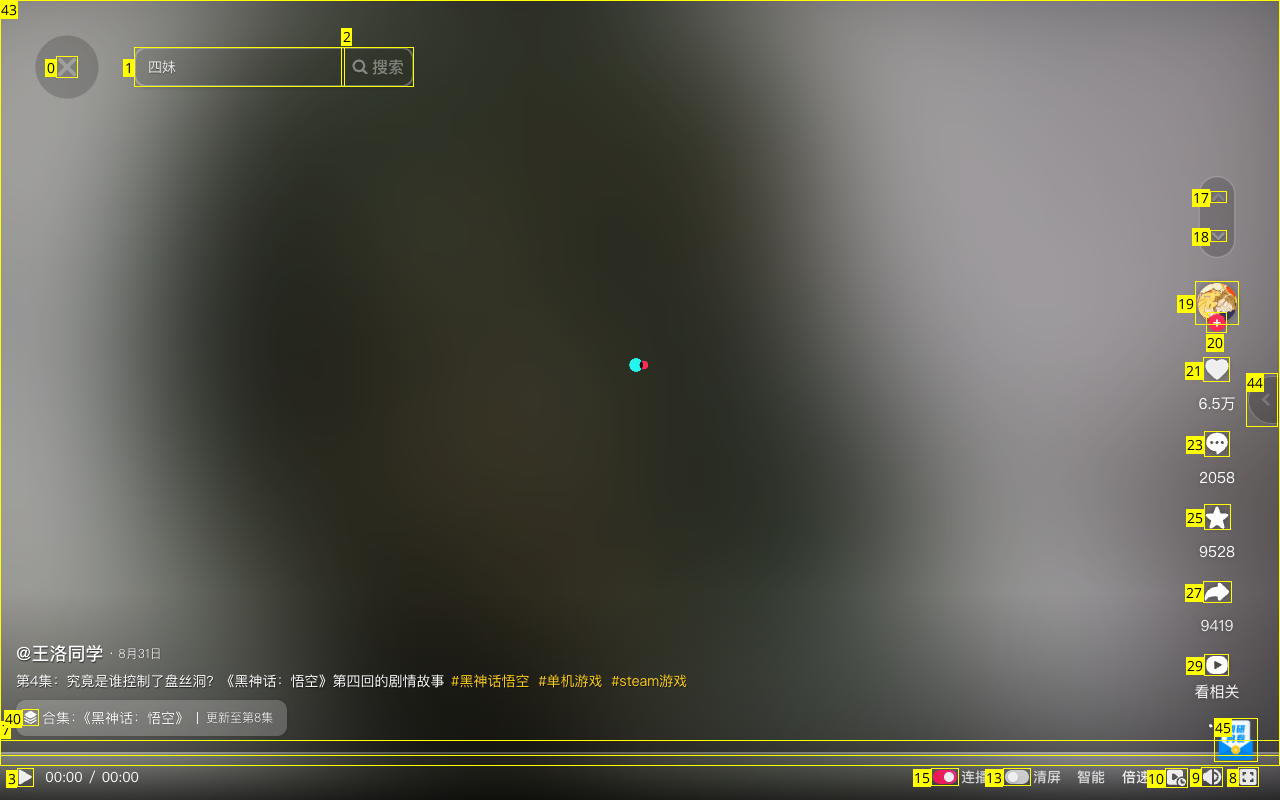 四妹
搜索
6.5万
2058
9528
9419
看相关
@王洛同学 · 8月31日
第4集：究竟是谁控制了盘丝洞？《黑神话：悟空》第四回的剧情故事 #黑神话悟空 #单机游戏 #steam游戏
合集：《黑神话：悟空》 | 更新至第8集
00:00 / 00:00
连播
清屏
智能
倍速
43
0
1
2
17
18
19
20
21
44
23
25
27
29
40
7
45
3
15
13
10
9
8